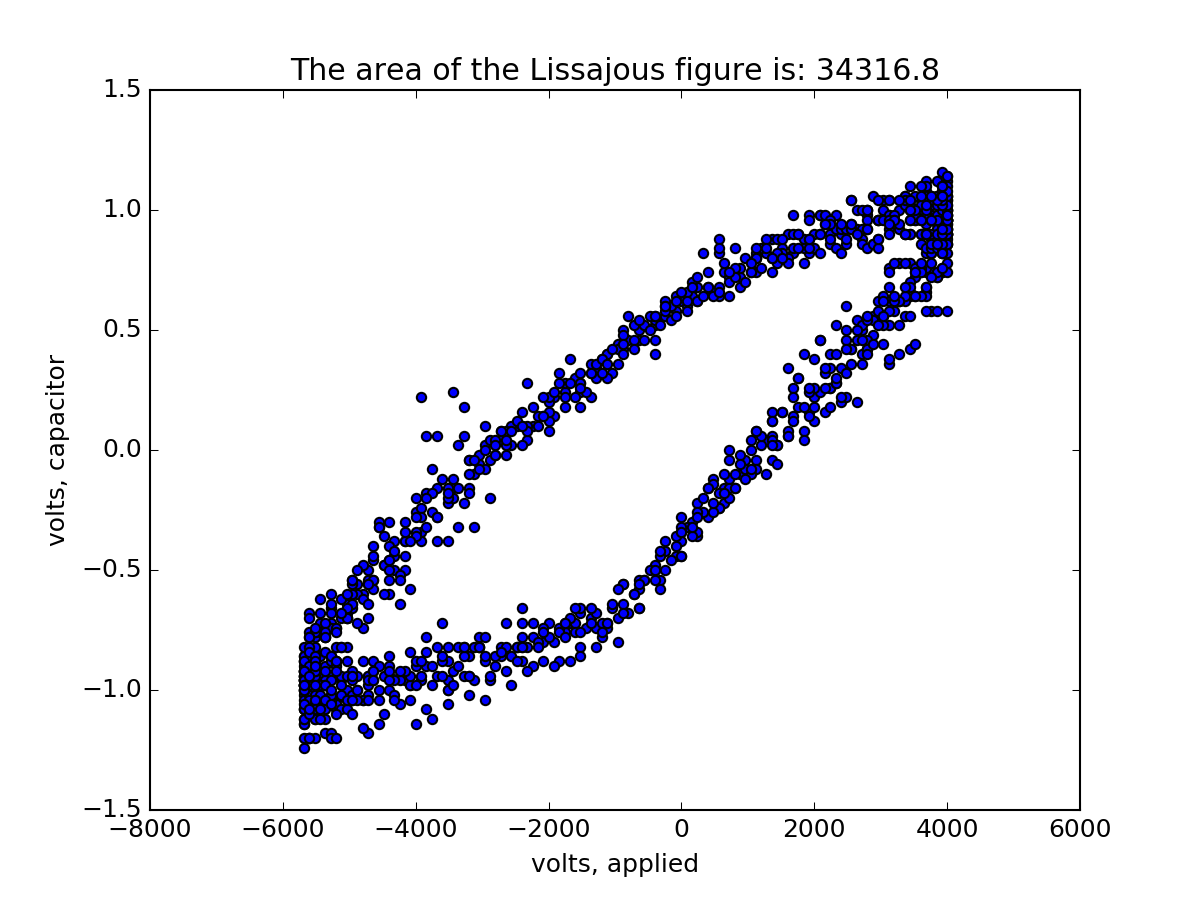 The area of the Lissajous figure is: 34316.8
1.5
1.0
0.5
0.0
−0.5
−1.0
−1.5
volts, capacitor
−8000 −6000 −4000 −2000 0 2000 4000 6000
volts, applied